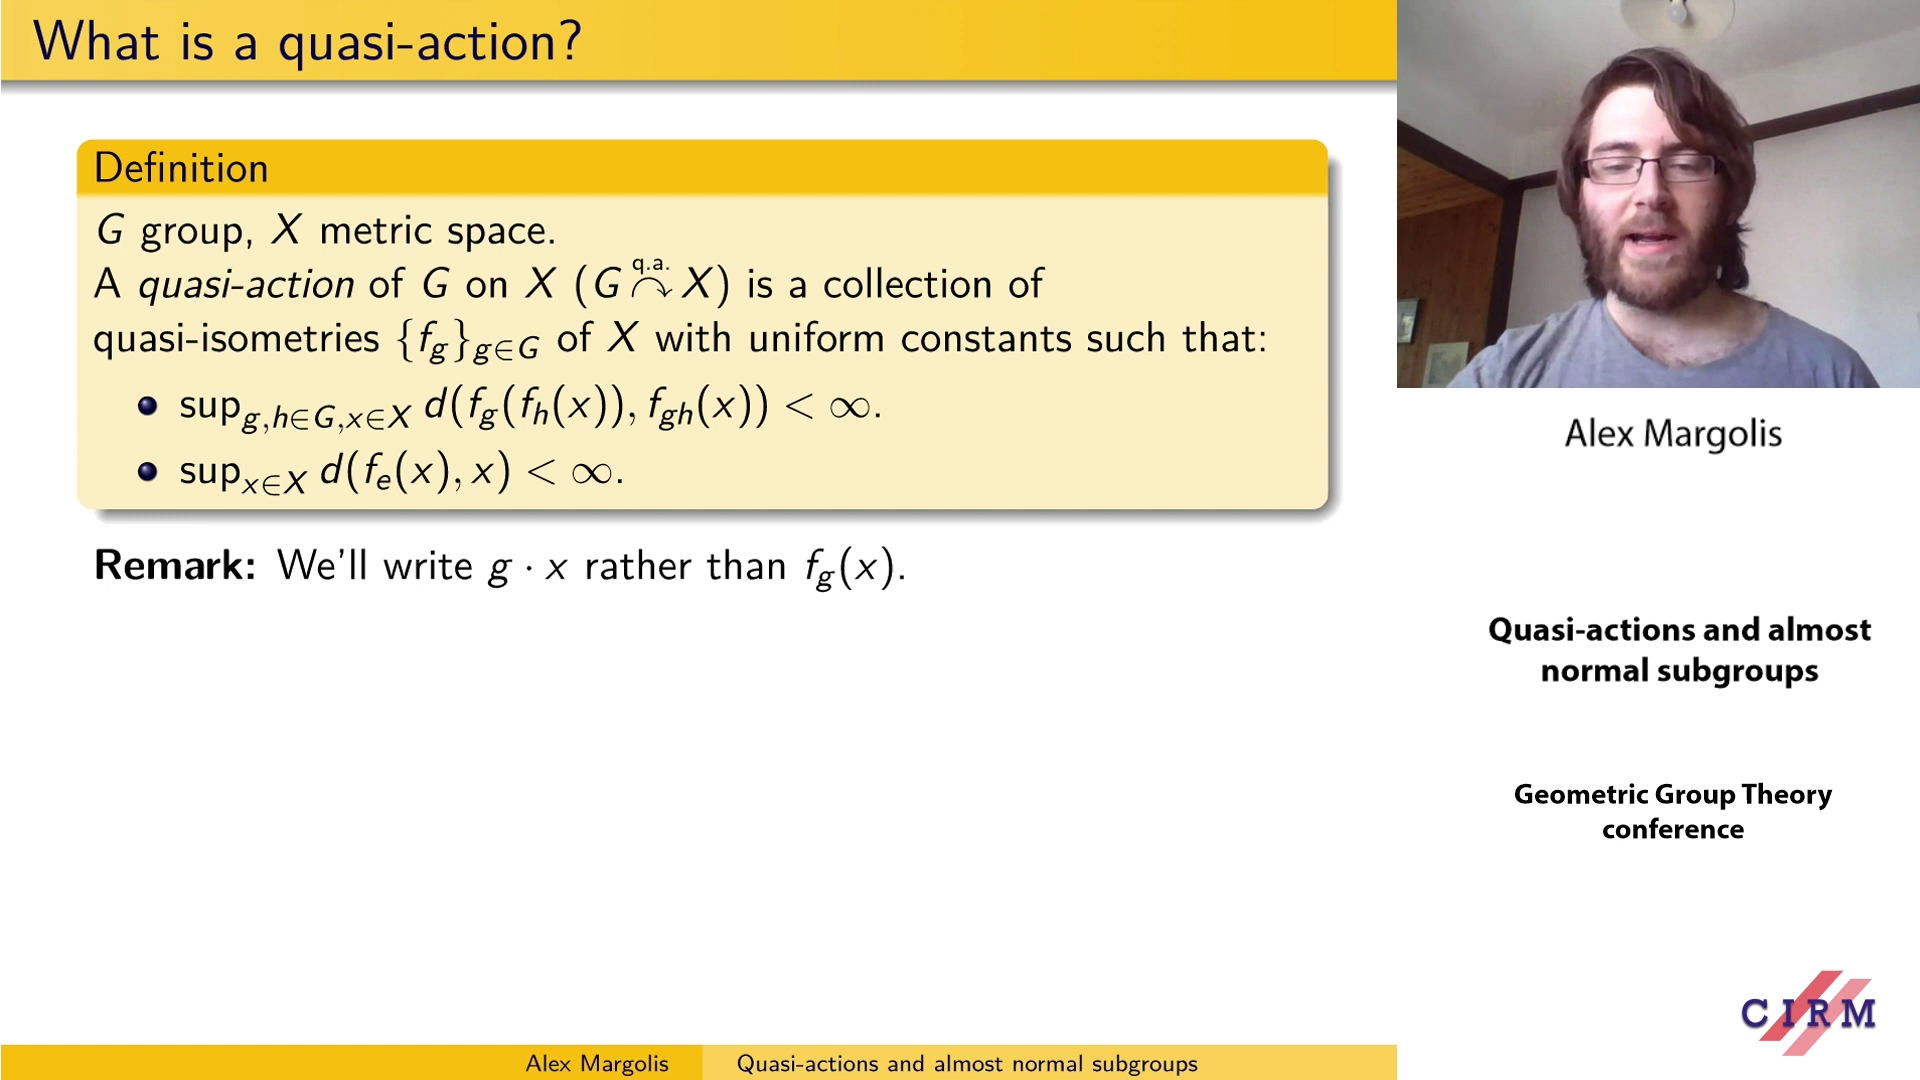 What is a quasi-action?
Definition
G group, X metric space.
A quasi-action of G on X (G q.a.↷ X) is a collection of
quasi-isometries {f_g}_{g∈G} of X with uniform constants such that:
• sup_{g,h∈G,x∈X} d(f_g(f_h(x)), f_{gh}(x)) < ∞.
• sup_{x∈X} d(f_e(x), x) < ∞.
Remark: We'll write g · x rather than f_g(x).
Alex Margolis
Quasi-actions and almost
normal subgroups
Geometric Group Theory
conference
CIRM
Alex Margolis Quasi-actions and almost normal subgroups